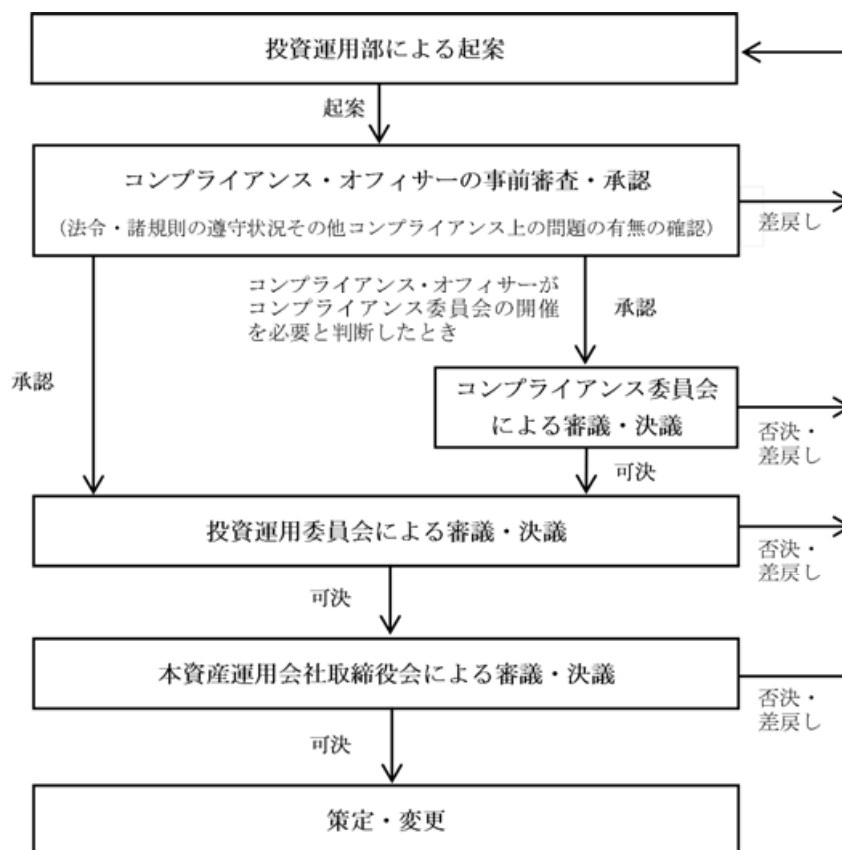 投資運用部による起案
起案
コンプライアンス・オフィサーの事前審査・承認
（法令・諸規則の遵守状況その他コンプライアンス上の問題の有無の確認）
差戻し
コンプライアンス・オフィサーが
コンプライアンス委員会の開催
を必要と判断したとき
承認
承認
コンプライアンス委員会
による審議・決議
否決・
差戻し
可決
投資運用委員会による審議・決議
否決・
差戻し
可決
本資産運用会社取締役会による審議・決議
否決・
差戻し
可決
策定・変更